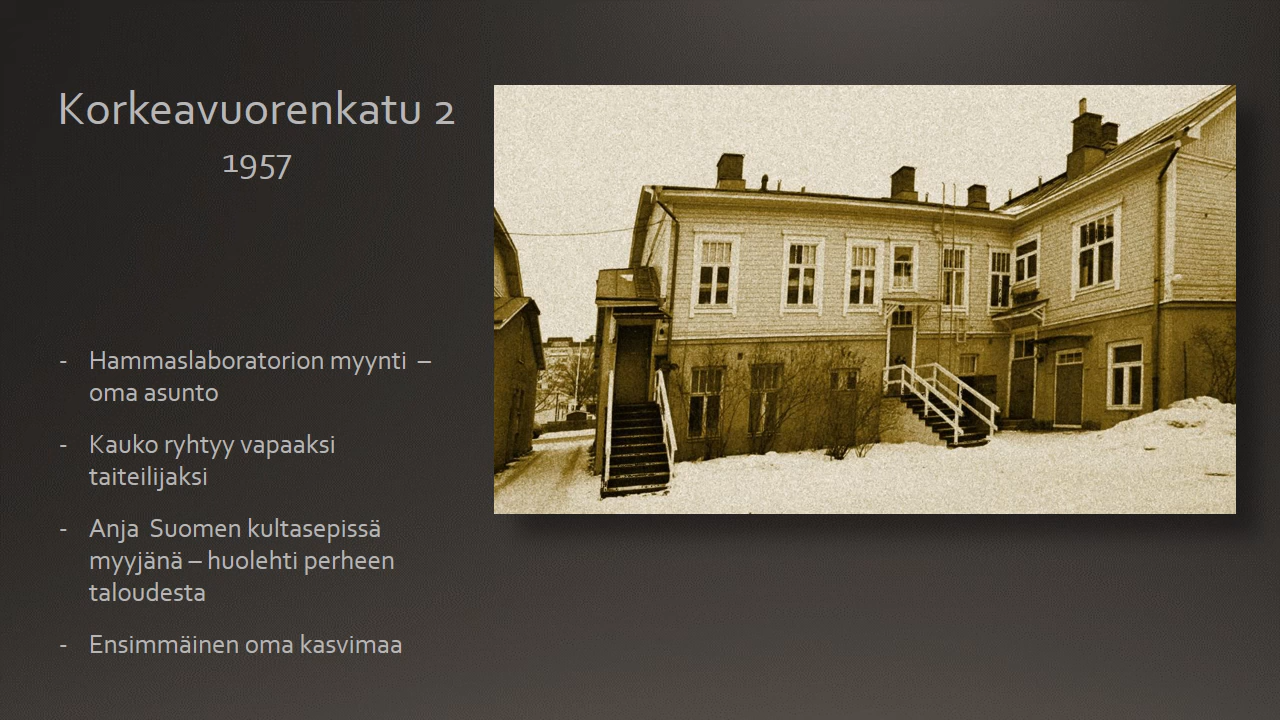 Korkeavuorenkatu 2
1957
- Hammaslaboratorion myynti –
oma asunto
- Kauko ryhtyy vapaaksi
taiteilijaksi
- Anja Suomen kultasepissä
myyjänä – huolehti perheen
taloudesta
- Ensimmäinen oma kasvimaa